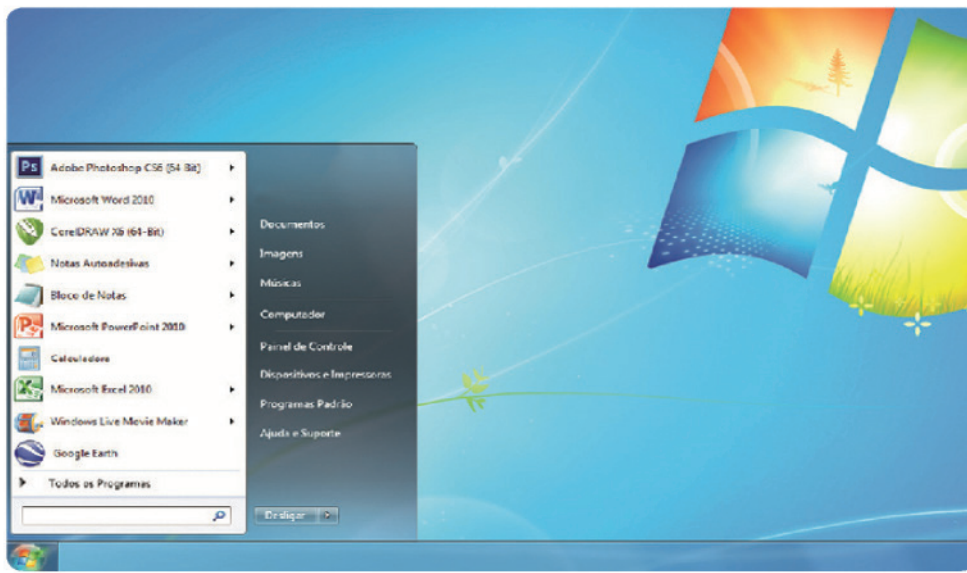 Ps
Adobe Photoshop CS6 (64 Bit)
Microsoft Word 2010
CorelDRAW X6 (64-Bit)
Notas Autoadesivas
Bloco de Notas
Microsoft PowerPoint 2010
Calculadora
Microsoft Excel 2010
Windows Live Movie Maker
Google Earth
Todos os Programas
Documentos
Imagens
Músicas
Computador
Painel de Controle
Dispositivos e Impressoras
Programas Padrão
Ajuda e Suporte
Desligar